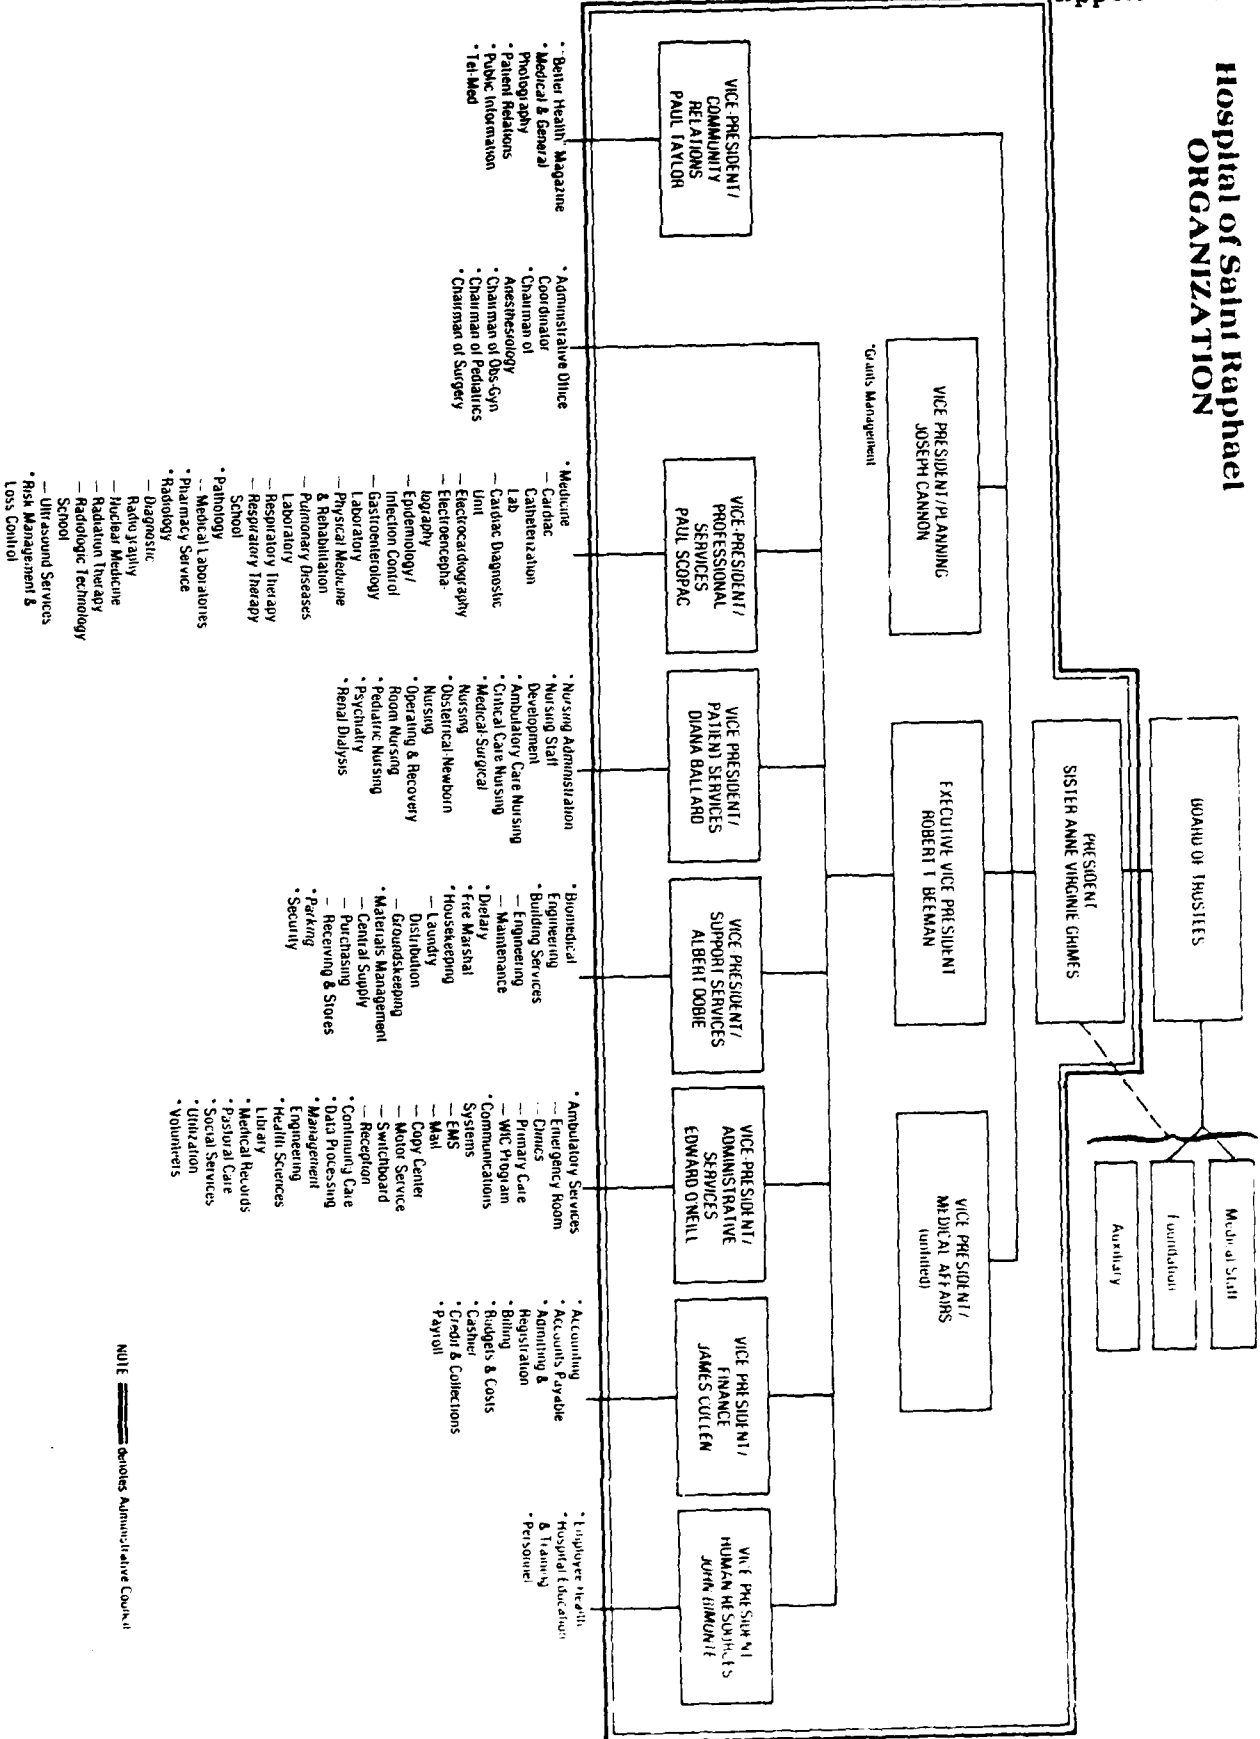 Hospital of Saint Raphael
ORGANIZATION
BOARD OF TRUSTEES
Medical Staff
Foundation
Auxiliary
PRESIDENT
SISTER ANNE VIRGINIE GRIMES
EXECUTIVE VICE PRESIDENT
ROBERT T BEEMAN
VICE PRESIDENT/PLANNING
JOSEPH CANNON
*Grants Management
VICE PRESIDENT/
MEDICAL AFFAIRS
(unfilled)
VICE-PRESIDENT/
COMMUNITY
RELATIONS
PAUL TAYLOR
* "Better Health" Magazine
* Medical & General
Photography
* Patient Relations
* Public Information
* Tel-Med
* Administrative Office
Coordinator
* Chairman of
Anesthesiology
* Chairman of Obs-Gyn
* Chairman of Pediatrics
* Chairman of Surgery
VICE-PRESIDENT/
PROFESSIONAL
SERVICES
PAUL SCOPAC
* Medicine
— Cardiac
Catheterization
Lab
— Cardiac Diagnostic
Unit
— Electrocardiography
— Electroencepha-
lography
— Epidemiology/
Infection Control
— Gastroenterology
Laboratory
— Physical Medicine
& Rehabilitation
— Pulmonary Diseases
Laboratory
— Respiratory Therapy
— Respiratory Therapy
School
* Pathology
— Medical Laboratories
* Pharmacy Service
* Radiology
— Diagnostic
Radiography
— Nuclear Medicine
— Radiation Therapy
— Radiologic Technology
School
— Ultrasound Services
* Risk Management &
Loss Control
VICE PRESIDENT/
PATIENT SERVICES
DIANA BALLARD
* Nursing Administration
* Nursing Staff
Development
* Ambulatory Care Nursing
* Critical Care Nursing
* Medical-Surgical
Nursing
* Obstetrical-Newborn
Nursing
* Operating & Recovery
Room Nursing
* Pediatric Nursing
* Psychiatry
* Renal Dialysis
VICE PRESIDENT/
SUPPORT SERVICES
ALBERT DOBIE
* Biomedical
Engineering
* Building Services
— Engineering
— Maintenance
* Dietary
* Fire Marshal
* Housekeeping
— Laundry
Distribution
— Groundskeeping
* Materials Management
— Central Supply
— Purchasing
— Receiving & Stores
* Parking
* Security
VICE-PRESIDENT/
ADMINISTRATIVE
SERVICES
EDWARD O'NEILL
* Ambulatory Services
— Emergency Room
— Clinics
— Primary Care
— WIC Program
* Communications
Systems
— EMS
— Mail
— Copy Center
— Motor Service
— Switchboard
— Reception
* Continuing Care
* Data Processing
* Management
Engineering
* Health Sciences
Library
* Medical Records
* Pastoral Care
* Social Services
* Utilization
* Volunteers
VICE PRESIDENT/
FINANCE
JAMES CULLEN
* Accounting
* Accounts Payable
* Admitting &
Registration
* Billing
* Budgets & Costs
* Cashier
* Credit & Collections
* Payroll
VICE PRESIDENT
HUMAN RESOURCES
JOHN BIMONTE
* Employee Health
* Hospital Education
& Training
* Personnel
NOTE denotes Administrative Council